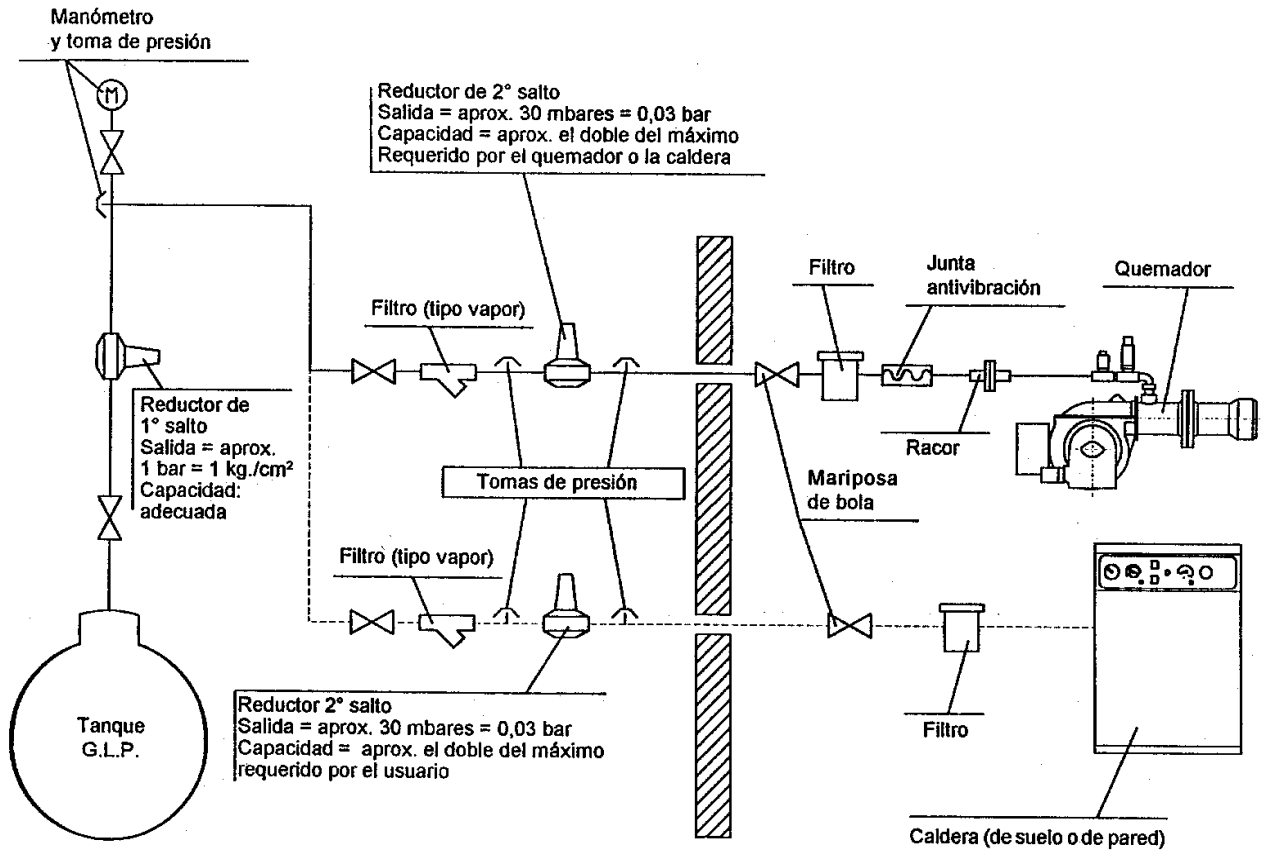 Manómetro
y toma de presión
M
Reductor de 2° salto
Salida = aprox. 30 mbares = 0,03 bar
Capacidad = aprox. el doble del máximo
Requerido por el quemador o la caldera
Filtro (tipo vapor)
Filtro
Junta
antivibración
Quemador
Reductor de
1° salto
Salida = aprox.
1 bar = 1 kg./cm²
Capacidad:
adecuada
Racor
Tomas de presión
Mariposa
de bola
Filtro (tipo vapor)
Reductor 2° salto
Salida = aprox. 30 mbares = 0,03 bar
Capacidad = aprox. el doble del máximo
requerido por el usuario
Tanque
G.L.P.
Filtro
Caldera (de suelo o de pared)